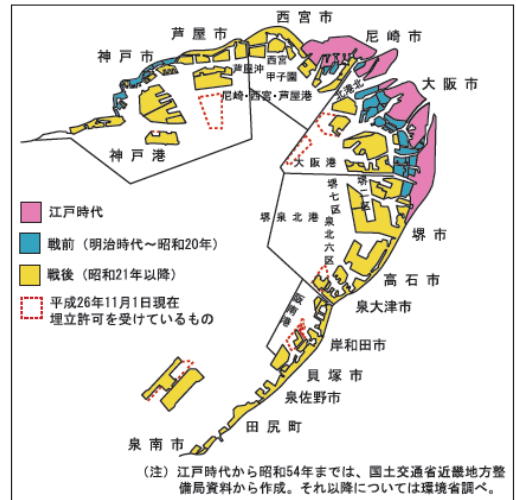 西宮市
芦屋市
尼崎市
神戸市
大阪市
芦屋沖
西宮
甲子園
北港北
尼崎・西宮・芦屋港
神戸港
大阪港
堺二区
堺七区
堺泉北港
泉北六区
堺市
高石市
泉大津市
阪南港
岸和田市
貝塚市
泉佐野市
田尻町
泉南市
江戸時代
戦前（明治時代～昭和20年）
戦後（昭和21年以降）
平成26年11月1日現在
埋立許可を受けているもの
（注）江戸時代から昭和54年までは、国土交通省近畿地方整
備局資料から作成。それ以降については環境省調べ。